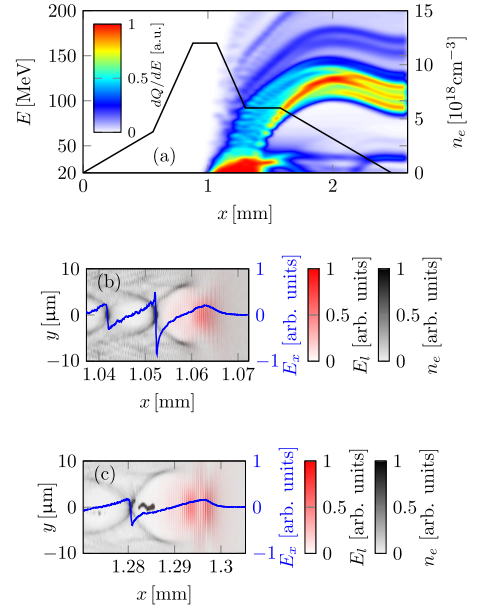 200
150
100
50
20
E [MeV]
1
0.5
0
dQ/dE [a.u.]
(a)
15
10
5
0
n_e [10^18 cm^−3]
0
1
2
x [mm]
(b)
10
0
−10
y [μm]
1.04
1.05
1.06
1.07
x [mm]
1
0
−1
E_x [arb. units]
1
0.5
0
E_l [arb. units]
1
0.5
0
n_e [arb. units]
(c)
10
0
−10
y [μm]
1.28
1.29
1.3
x [mm]
1
0
−1
E_x [arb. units]
1
0.5
0
E_l [arb. units]
1
0.5
0
n_e [arb. units]